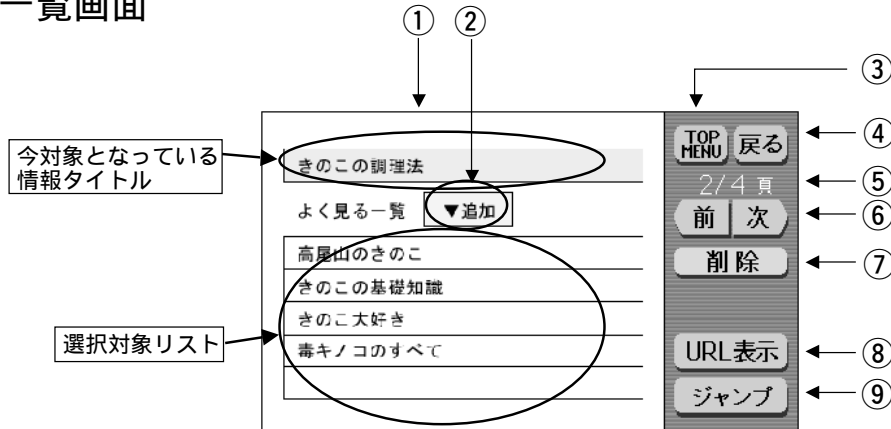 一覧画面
① ②
③
今対象となっている
情報タイトル
きのこの調理法
TOP
MENU
戻る
④
2/4 頁
⑤
よく見る一覧
▼追加
前 次
⑥
高尾山のきのこ
削除
⑦
きのこの基礎知識
きのこ大好き
選択対象リスト
毒キノコのすべて
URL表示
⑧
ジャンプ
⑨